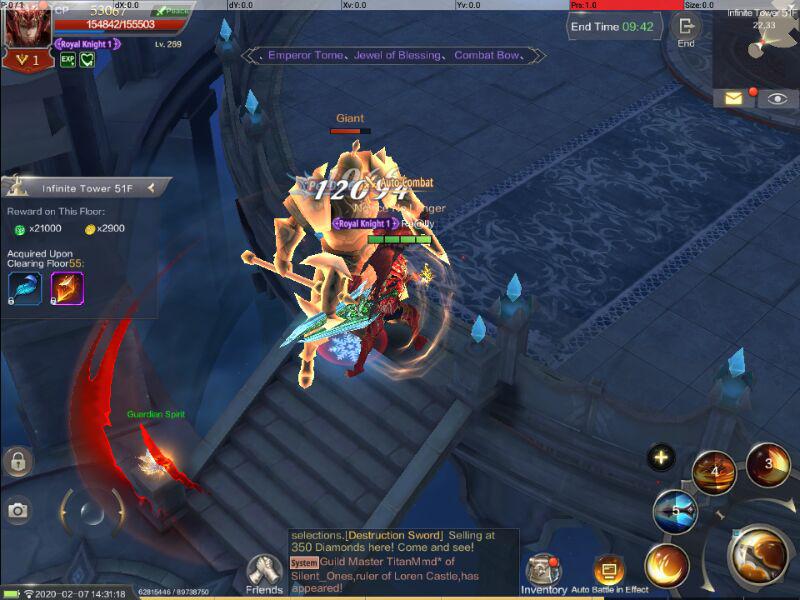 P: 0 / 1
dX: 0.0
dY: 0.0
Xv: 0.0
Yv: 0.0
Prs: 1.0
Size: 0.0
CP 53067
Peace
154842/155503
Royal Knight 1
Lv. 289
V 1
EXP
End Time 09:42
End
Infinite Tower 51F
22,33
、Emperor Tome、Jewel of Blessing、 Combat Bow、
Giant
12094
Auto Combat
Royal Knight 1
Infinite Tower 51F
Reward on This Floor:
x21000
x2900
Acquired Upon
Clearing Floor55:
Guardian Spirit
4
3
5
selections.[Destruction Sword] Selling at
350 Diamonds here! Come and see!
System Guild Master TitanMmd* of
Silent_Ones,ruler of Loren Castle,has
appeared!
Friends
Inventory
Auto Battle in Effect
2020-02-07 14:31:18
62815446 / 89738750